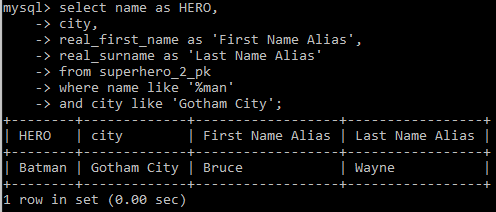 mysql> select name as HERO,
    -> city,
    -> real_first_name as 'First Name Alias',
    -> real_surname as 'Last Name Alias'
    -> from superhero_2_pk
    -> where name like '%man'
    -> and city like 'Gotham City';
+--------+-------------+------------------+-----------------+
| HERO   | city        | First Name Alias | Last Name Alias |
+--------+-------------+------------------+-----------------+
| Batman | Gotham City | Bruce            | Wayne           |
+--------+-------------+------------------+-----------------+
1 row in set (0.00 sec)